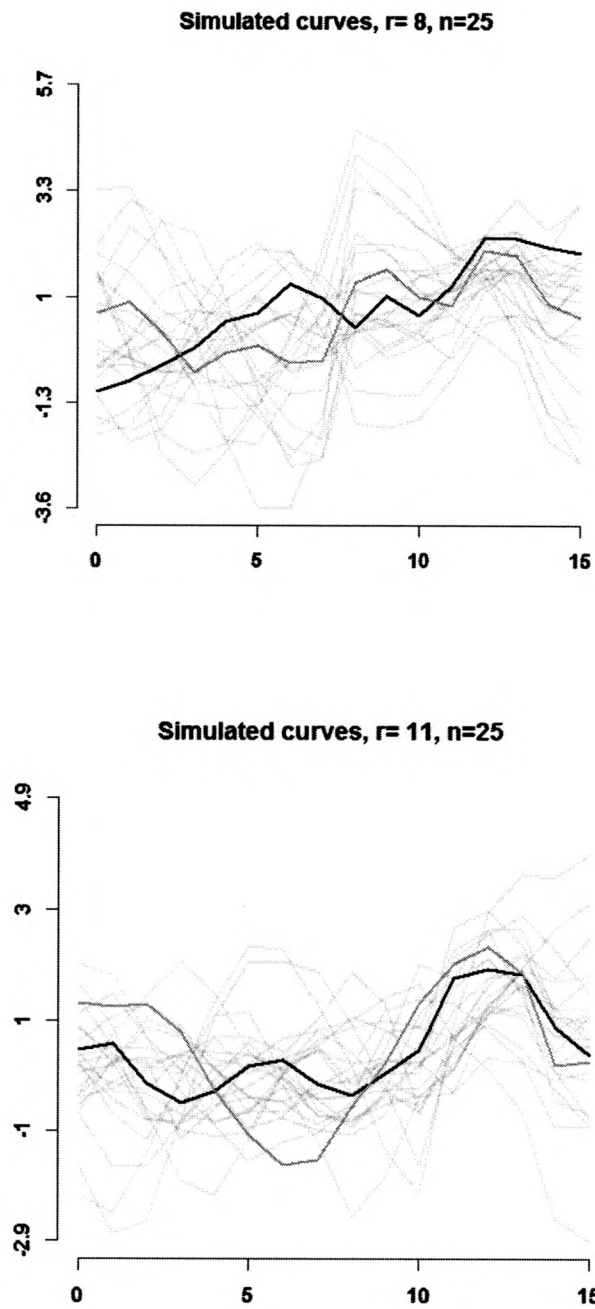 Simulated curves, r= 8, n=25
5.7
3.3
1
-1.3
-3.6
0 5 10 15
Simulated curves, r= 11, n=25
4.9
3
1
-1
-2.9
0 5 10 15